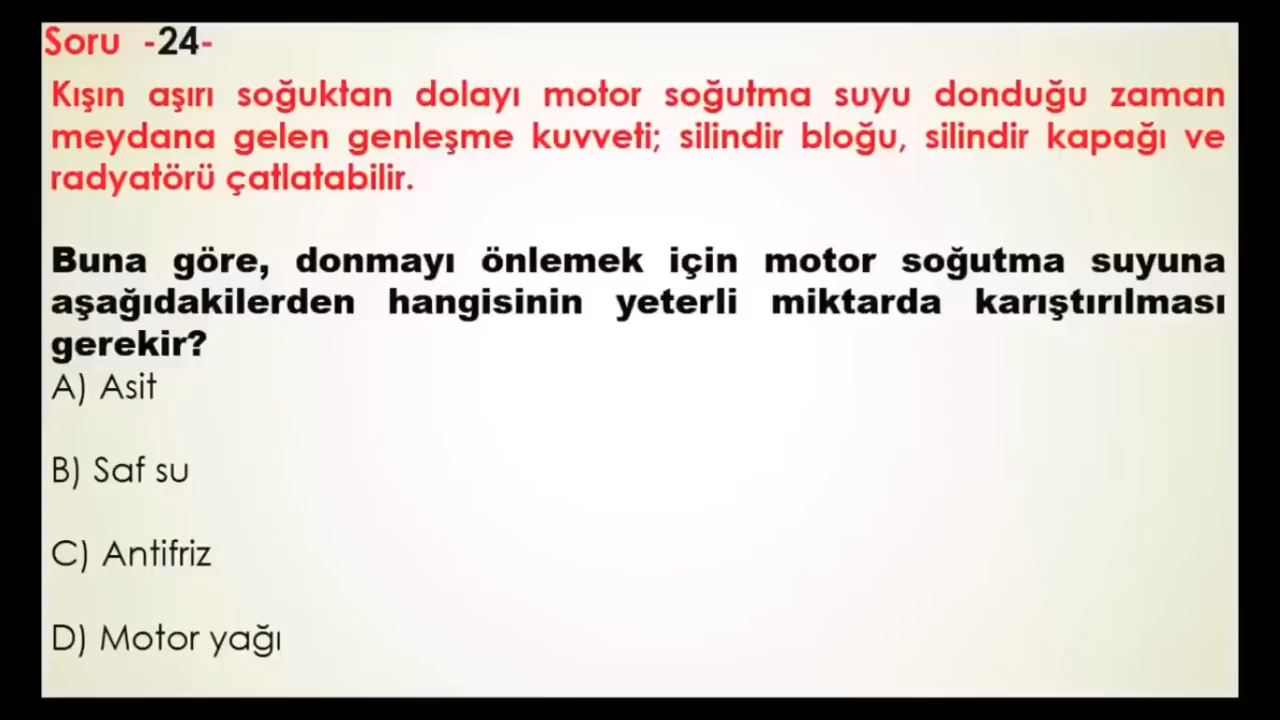 Soru -24-
Kışın aşırı soğuktan dolayı motor soğutma suyu donduğu zaman
meydana gelen genleşme kuvveti; silindir bloğu, silindir kapağı ve
radyatörü çatlatabilir.
Buna göre, donmayı önlemek için motor soğutma suyuna
aşağıdakilerden hangisinin yeterli miktarda karıştırılması
gerekir?
A) Asit
B) Saf su
C) Antifriz
D) Motor yağı